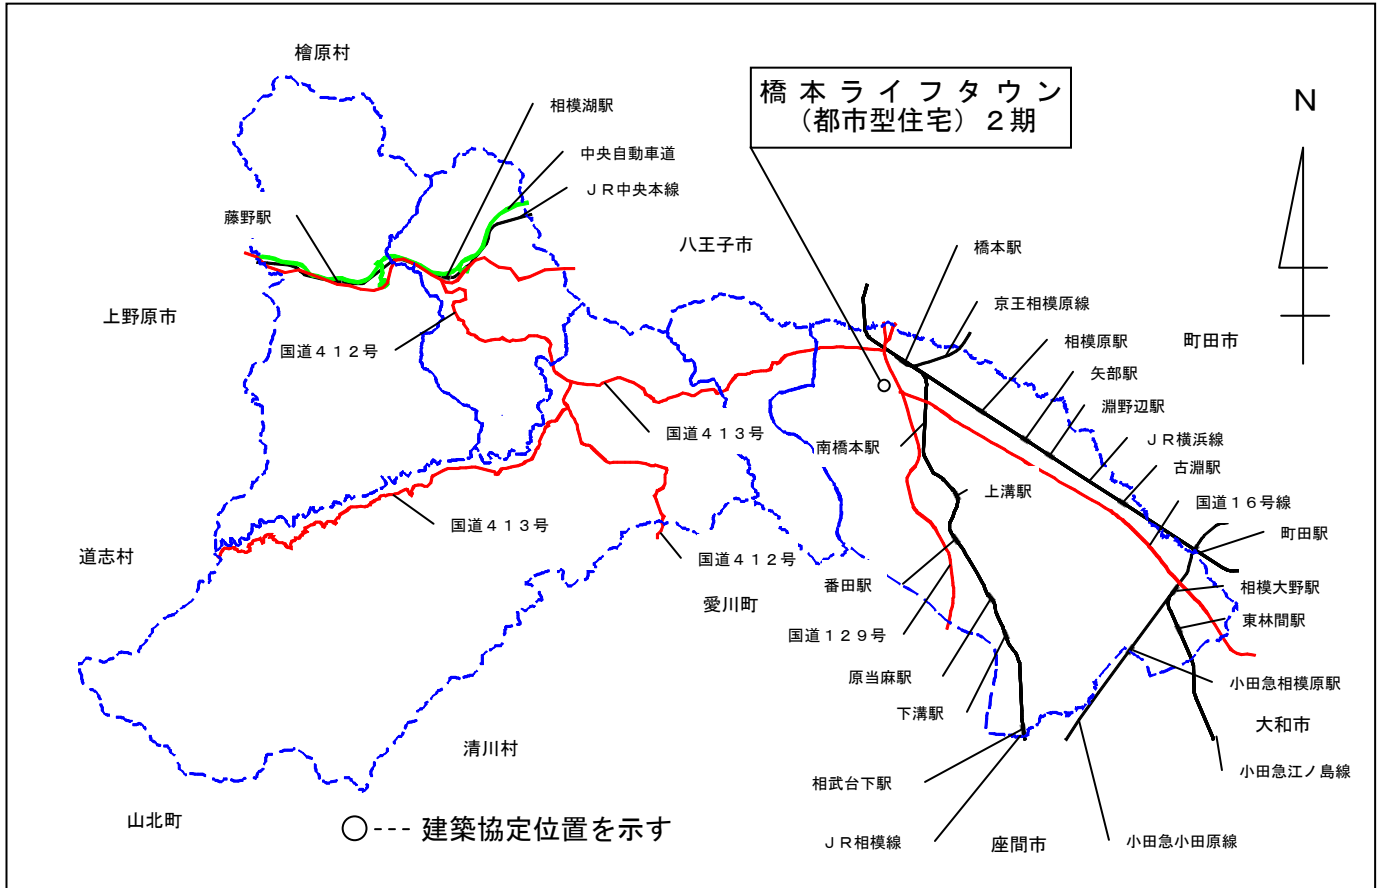 檜原村
橋本ライフタウン
（都市型住宅）２期
N
相模湖駅
中央自動車道
ＪＲ中央本線
藤野駅
八王子市
橋本駅
京王相模原線
上野原市
相模原駅
町田市
国道４１２号
矢部駅
淵野辺駅
国道４１３号
南橋本駅
ＪＲ横浜線
古淵駅
上溝駅
国道１６号線
国道４１３号
町田駅
道志村
国道４１２号
番田駅
相模大野駅
愛川町
東林間駅
国道１２９号
原当麻駅
小田急相模原駅
下溝駅
大和市
清川村
小田急江ノ島線
相武台下駅
山北町
○--- 建築協定位置を示す
ＪＲ相模線
座間市
小田急小田原線